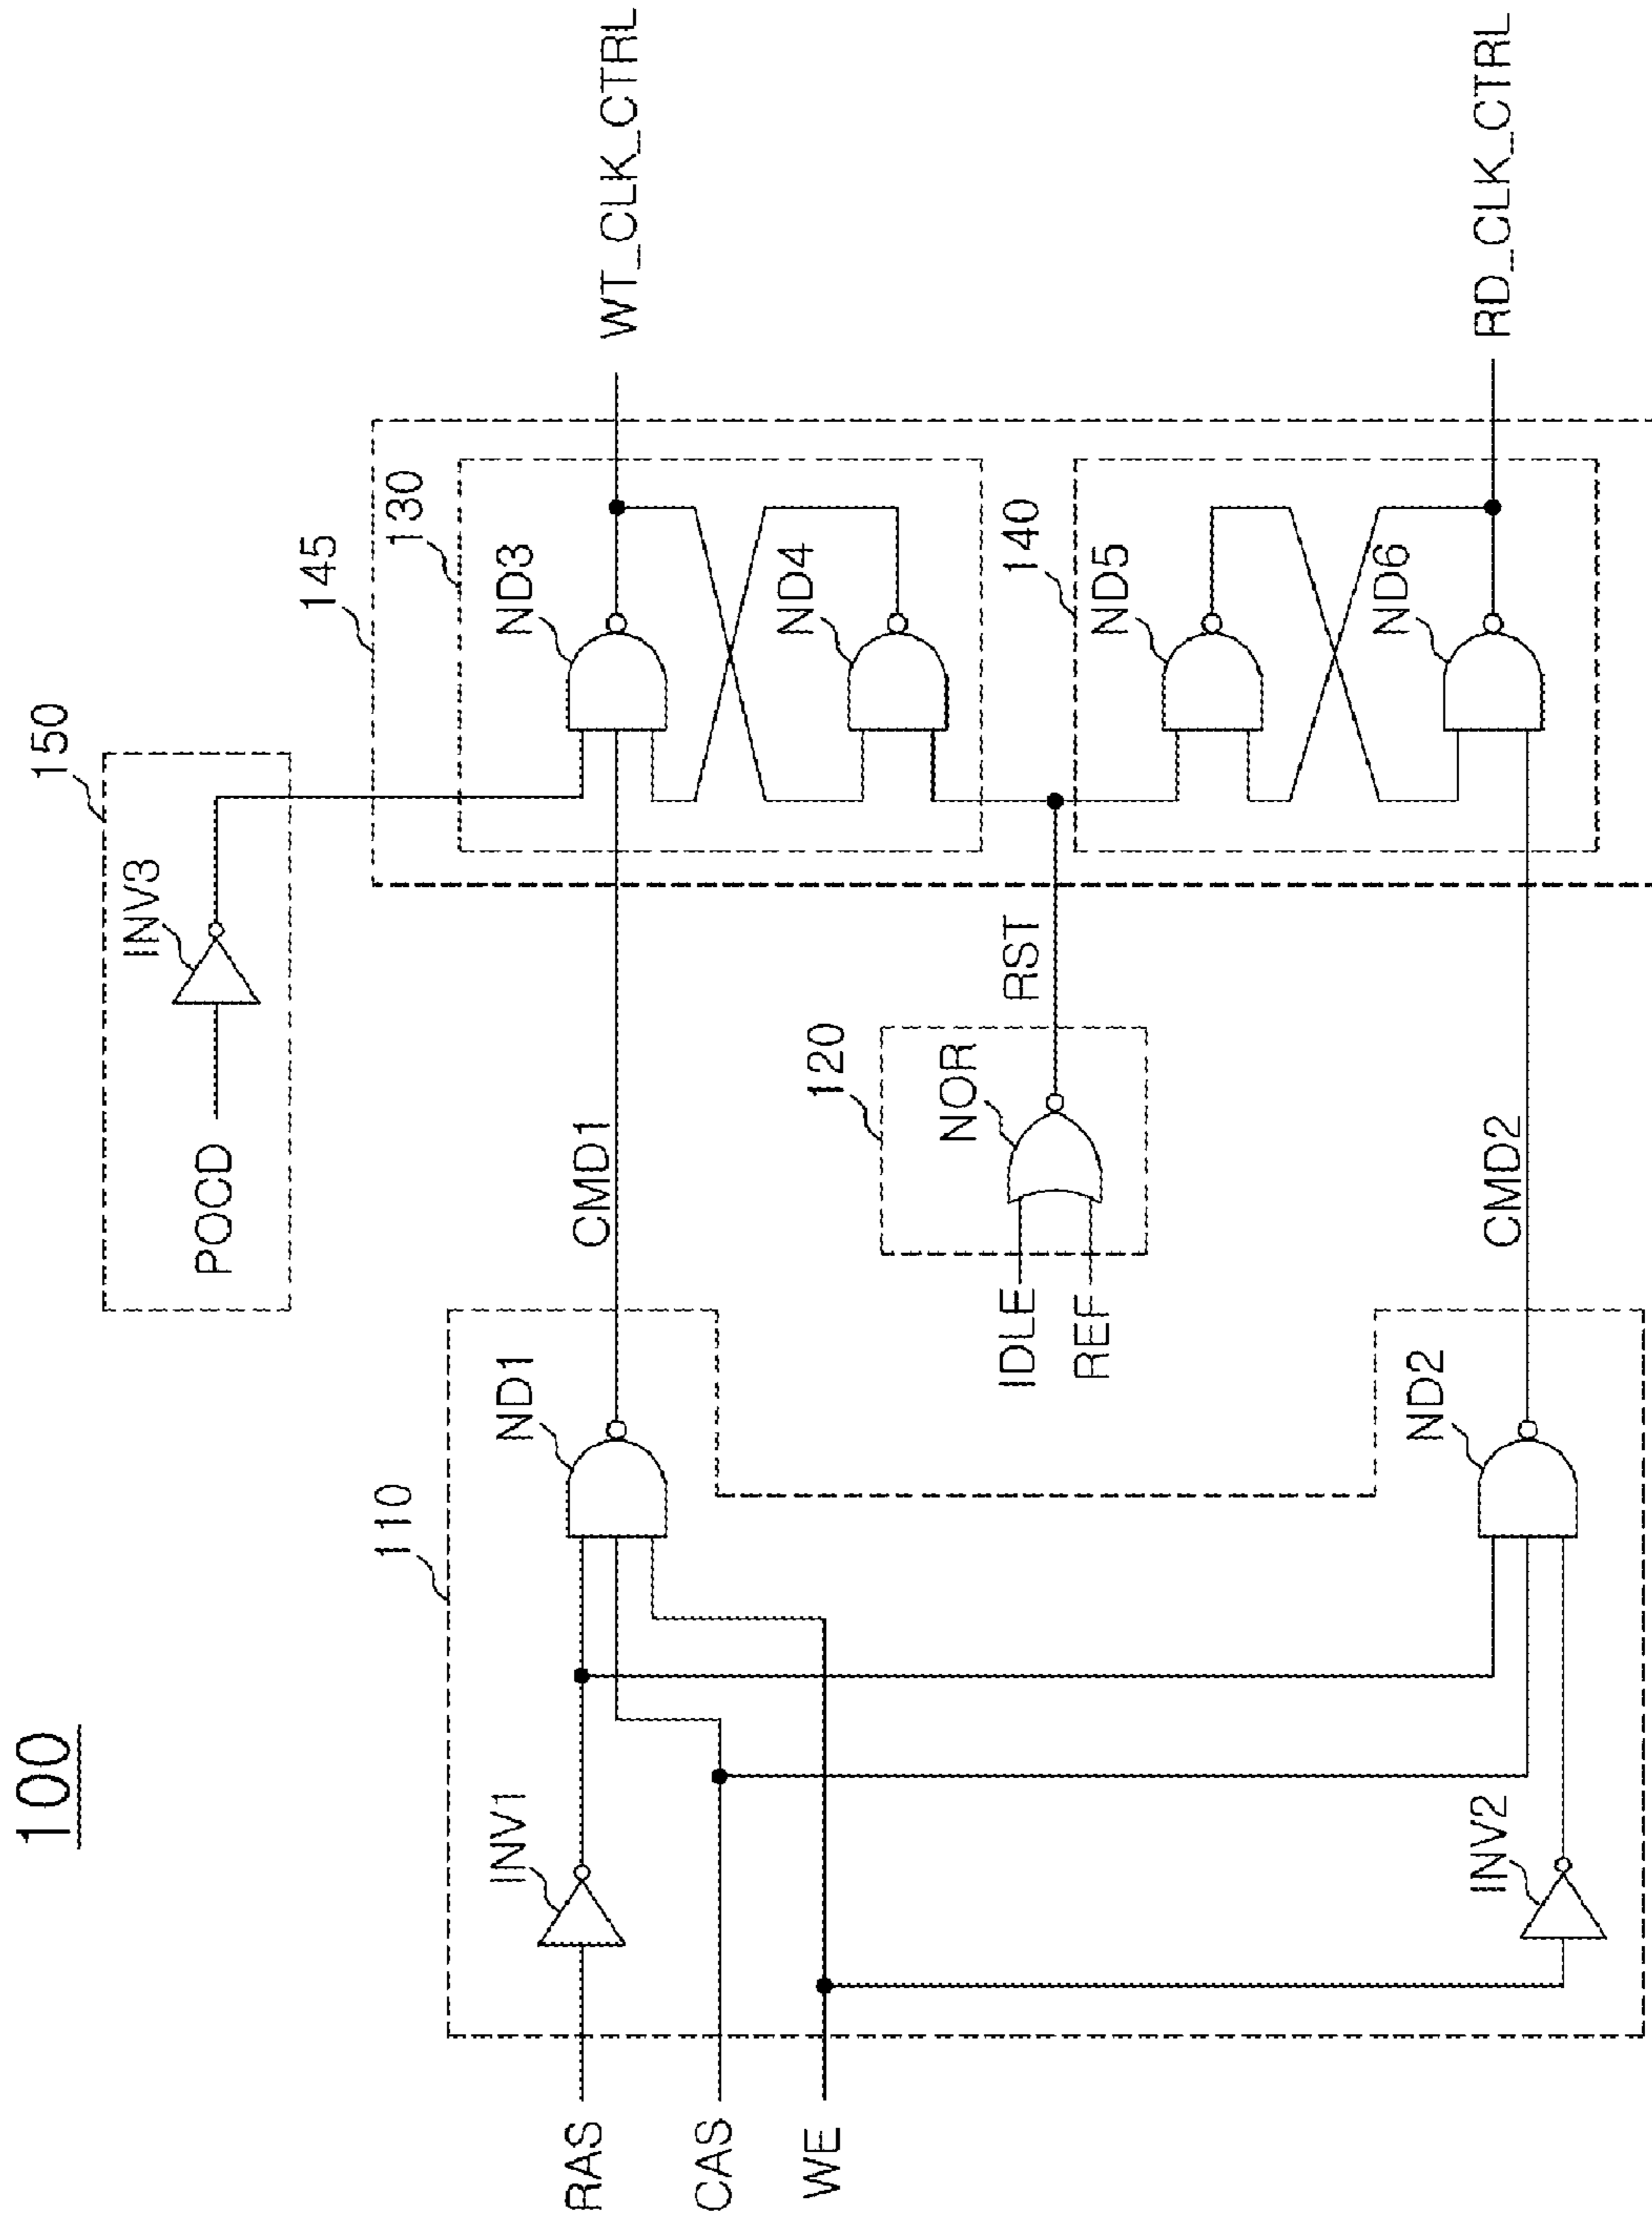 100
150
INV3
POCD
145
130
ND3
WT_CLK_CTRL
ND4
110
INV1
ND1
CMD1
RAS
CAS
WE
120
NOR
IDLE
REF
RST
140
ND5
ND6
RD_CLK_CTRL
INV2
ND2
CMD2